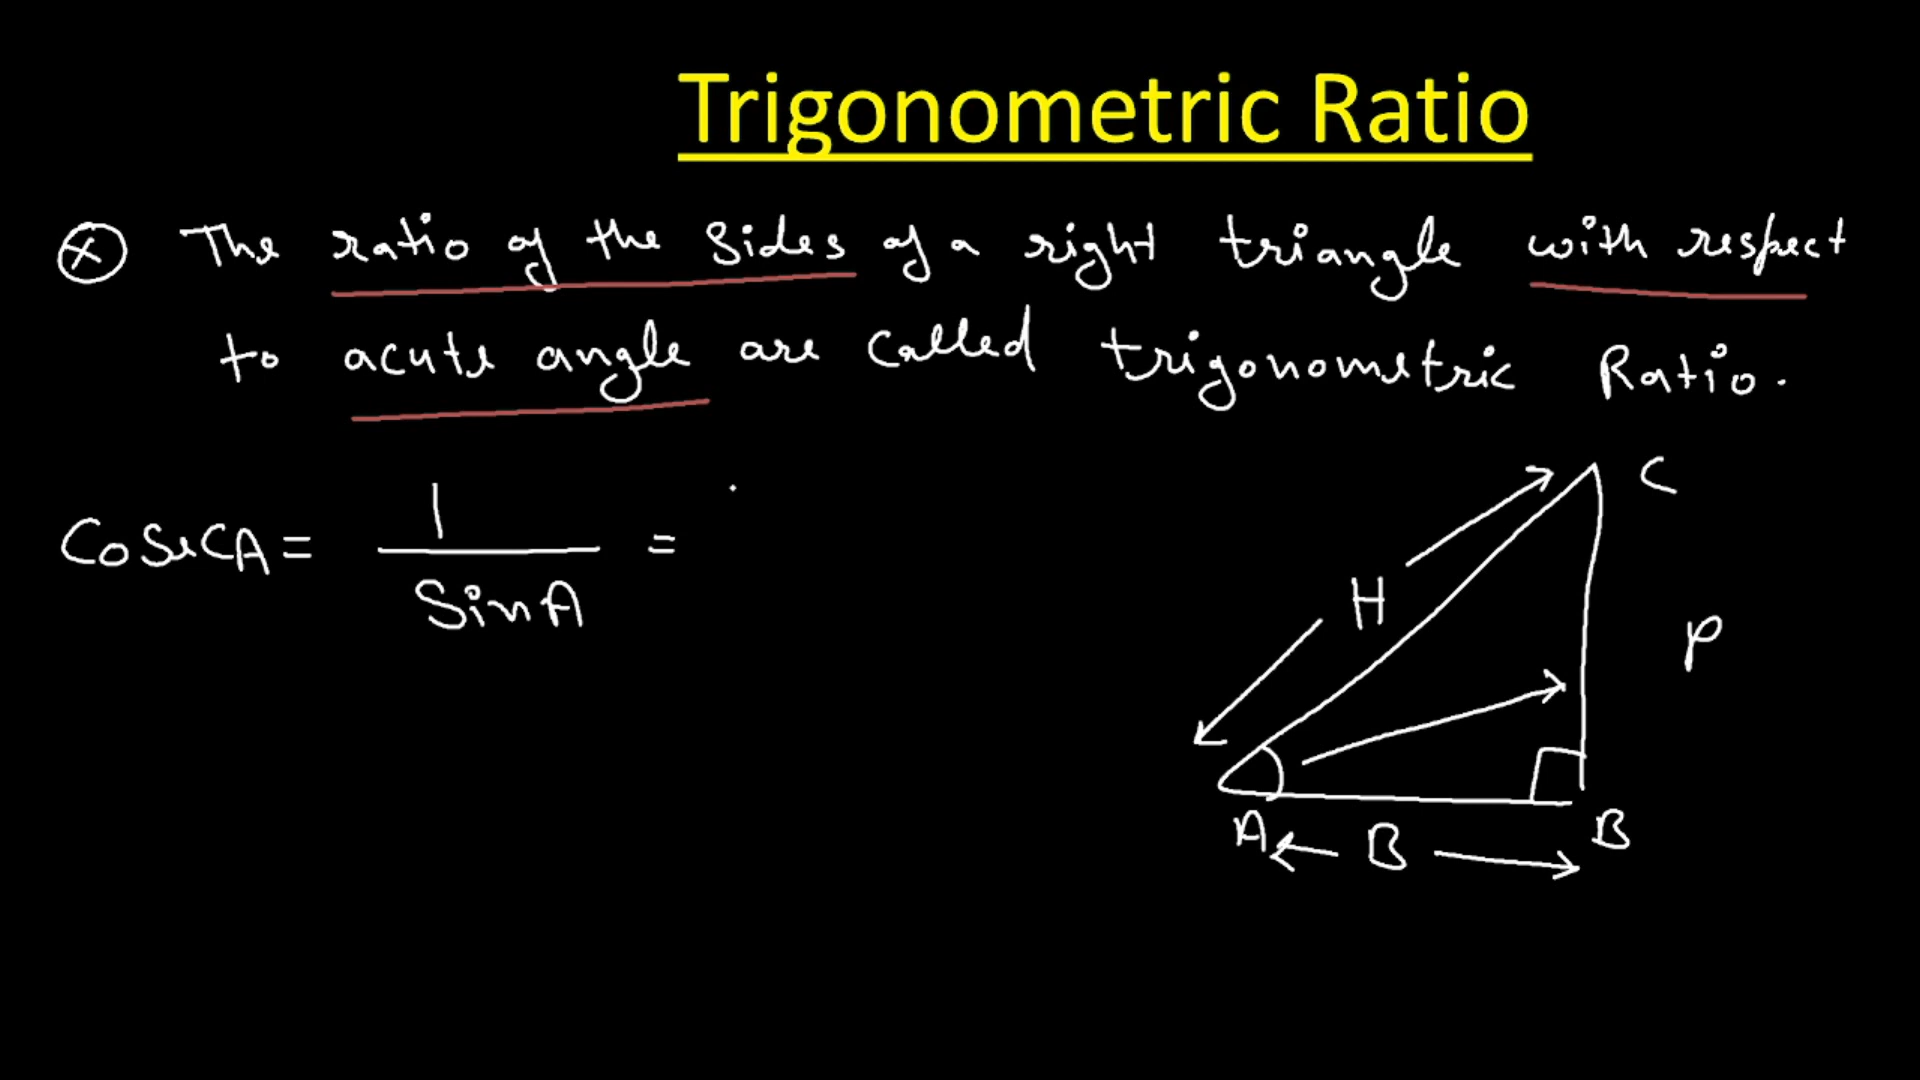 Trigonometric Ratio
The ratio of the sides of a right triangle with respect
to acute angle are called trigonometric Ratio.
CosecA = 1/SinA =
C
H
P
A
B
B